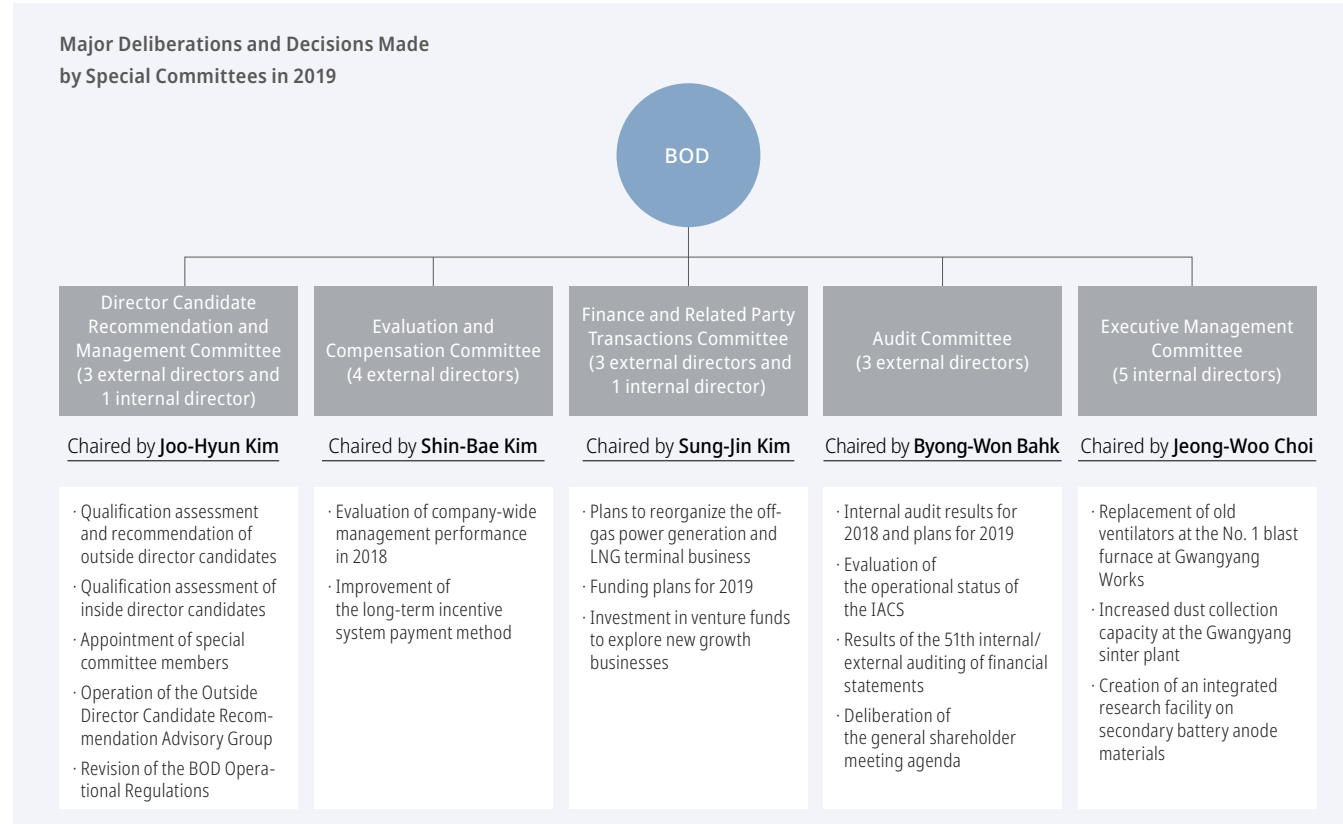 Major Deliberations and Decisions Made
by Special Committees in 2019
BOD
Director Candidate
Recommendation and
Management Committee
(3 external directors and
1 internal director)
Chaired by Joo-Hyun Kim
· Qualification assessment
and recommendation of
outside director candidates
· Qualification assessment of
inside director candidates
· Appointment of special
committee members
· Operation of the Outside
Director Candidate Recom-
mendation Advisory Group
· Revision of the BOD Opera-
tional Regulations
Evaluation and
Compensation Committee
(4 external directors)
Chaired by Shin-Bae Kim
· Evaluation of company-wide
management performance
in 2018
· Improvement of
the long-term incentive
system payment method
Finance and Related Party
Transactions Committee
(3 external directors and
1 internal director)
Chaired by Sung-Jin Kim
· Plans to reorganize the off-
gas power generation and
LNG terminal business
· Funding plans for 2019
· Investment in venture funds
to explore new growth
businesses
Audit Committee
(3 external directors)
Chaired by Byong-Won Bahk
· Internal audit results for
2018 and plans for 2019
· Evaluation of
the operational status of
the IACS
· Results of the 51th internal/
external auditing of financial
statements
· Deliberation of
the general shareholder
meeting agenda
Executive Management
Committee
(5 internal directors)
Chaired by Jeong-Woo Choi
· Replacement of old
ventilators at the No. 1 blast
furnace at Gwangyang
Works
· Increased dust collection
capacity at the Gwangyang
sinter plant
· Creation of an integrated
research facility on
secondary battery anode
materials